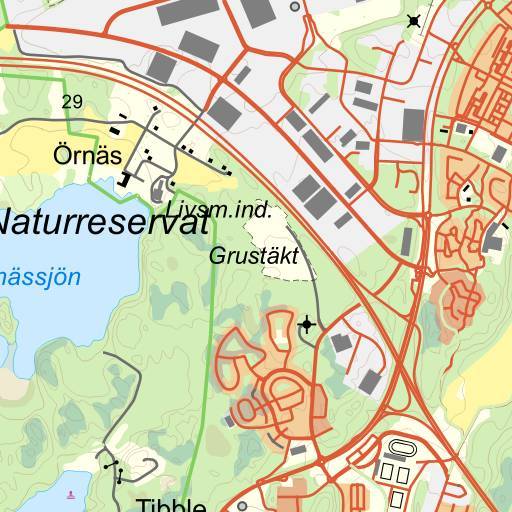 29
Örnäs
Livsm.ind.
Naturreservat
Grustäkt
nässjön
Tibble